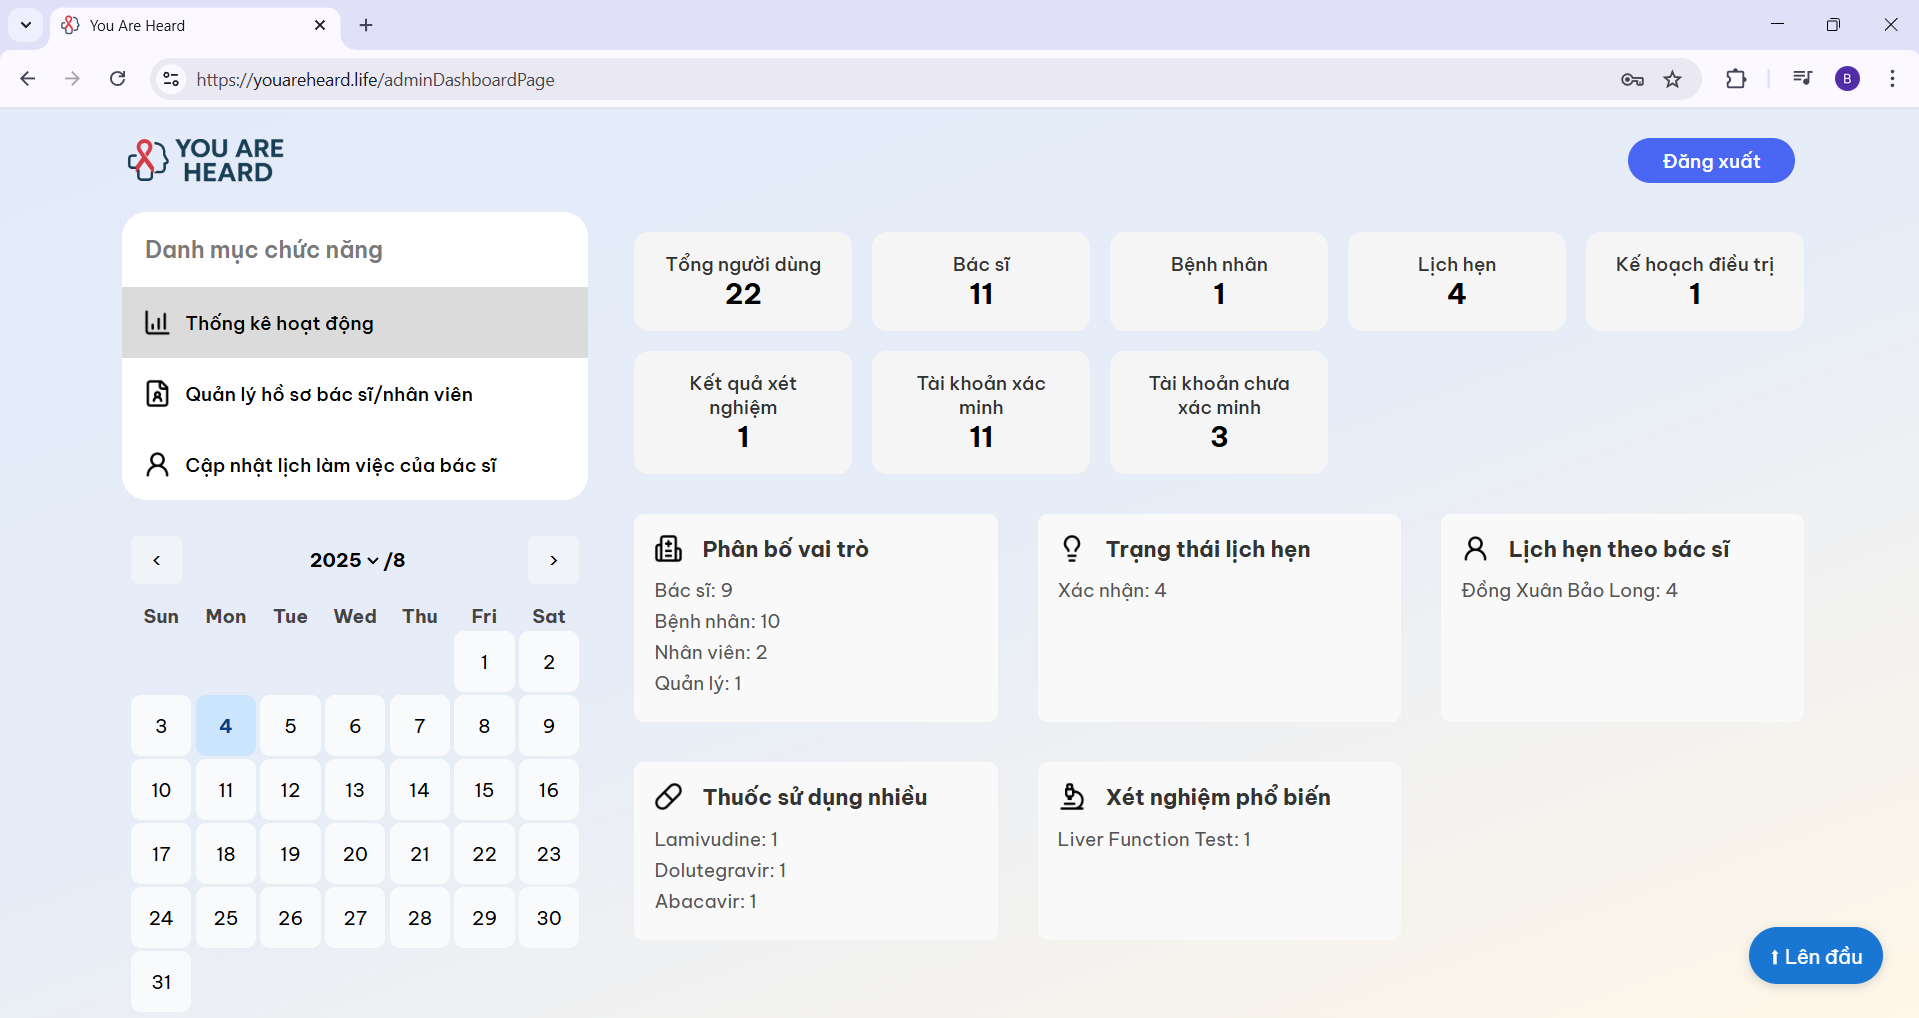 You Are Heard
https://youareheard.life/adminDashboardPage
B
YOU ARE
HEARD
Đăng xuất
Danh mục chức năng
Thống kê hoạt động
Quản lý hồ sơ bác sĩ/nhân viên
Cập nhật lịch làm việc của bác sĩ
< 2025 /8 >
Sun Mon Tue Wed Thu Fri Sat
1 2
3 4 5 6 7 8 9
10 11 12 13 14 15 16
17 18 19 20 21 22 23
24 25 26 27 28 29 30
31
Tổng người dùng
22
Bác sĩ
11
Bệnh nhân
1
Lịch hẹn
4
Kế hoạch điều trị
1
Kết quả xét
nghiệm
1
Tài khoản xác
minh
11
Tài khoản chưa
xác minh
3
Phân bố vai trò
Bác sĩ: 9
Bệnh nhân: 10
Nhân viên: 2
Quản lý: 1
Trạng thái lịch hẹn
Xác nhận: 4
Lịch hẹn theo bác sĩ
Đồng Xuân Bảo Long: 4
Thuốc sử dụng nhiều
Lamivudine: 1
Dolutegravir: 1
Abacavir: 1
Xét nghiệm phổ biến
Liver Function Test: 1
⭡ Lên đầu